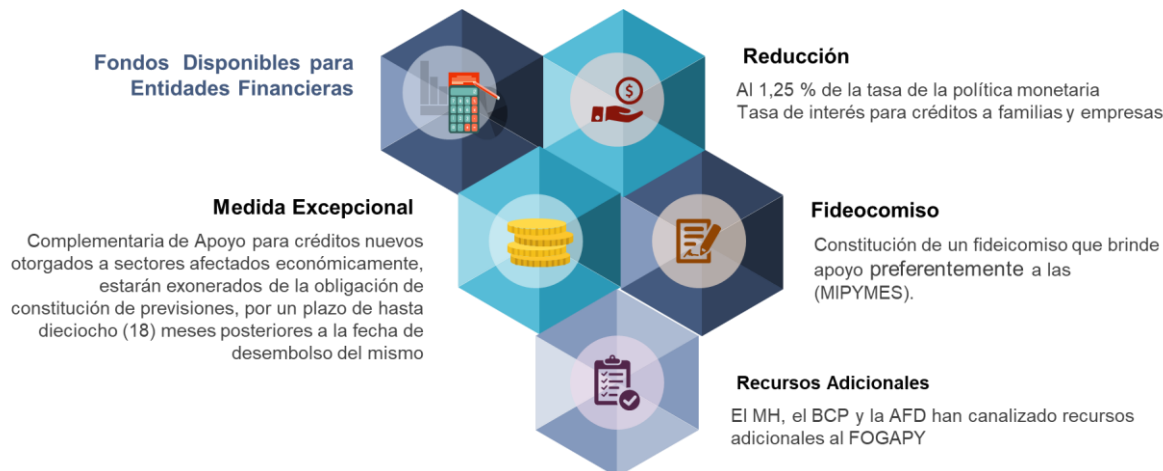 Fondos Disponibles para
Entidades Financieras
Reducción
Al 1,25 % de la tasa de la política monetaria
Tasa de interés para créditos a familias y empresas
Medida Excepcional
Complementaria de Apoyo para créditos nuevos
otorgados a sectores afectados económicamente,
estarán exonerados de la obligación de
constitución de previsiones, por un plazo de hasta
dieciocho (18) meses posteriores a la fecha de
desembolso del mismo
Fideocomiso
Constitución de un fideicomiso que brinde
apoyo preferentemente a las
(MIPYMES).
Recursos Adicionales
El MH, el BCP y la AFD han canalizado recursos
adicionales al FOGAPY
$